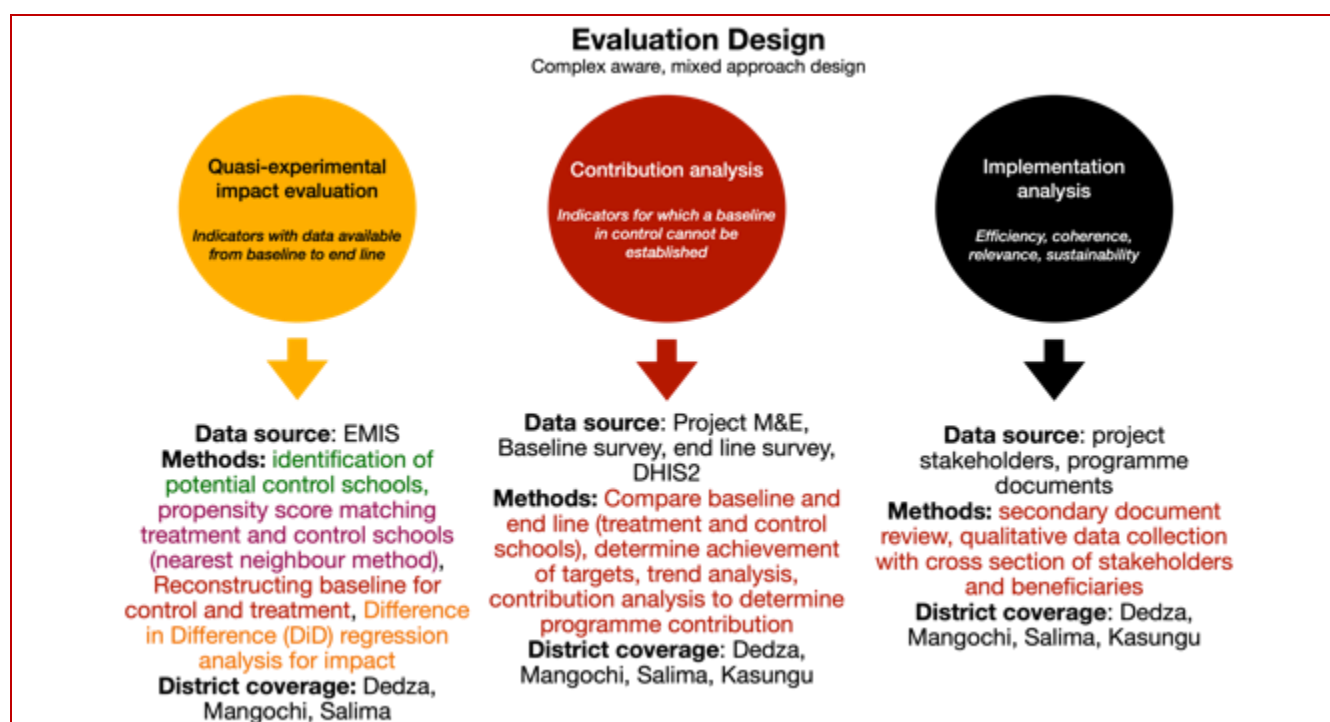 Evaluation Design
Complex aware, mixed approach design
Quasi-experimental
impact evaluation
Indicators with data available
from baseline to end line
Data source: EMIS
Methods: identification of
potential control schools,
propensity score matching
treatment and control schools
(nearest neighbour method),
Reconstructing baseline for
control and treatment, Difference
in Difference (DiD) regression
analysis for impact
District coverage: Dedza,
Mangochi, Salima
Contribution analysis
Indicators for which a baseline
in control cannot be
established
Data source: Project M&E,
Baseline survey, end line survey,
DHIS2
Methods: Compare baseline and
end line (treatment and control
schools), determine achievement
of targets, trend analysis,
contribution analysis to determine
programme contribution
District coverage: Dedza,
Mangochi, Salima, Kasungu
Implementation
analysis
Efficiency, coherence,
relevance, sustainability
Data source: project
stakeholders, programme
documents
Methods: secondary document
review, qualitative data collection
with cross section of stakeholders
and beneficiaries
District coverage: Dedza,
Mangochi, Salima, Kasungu